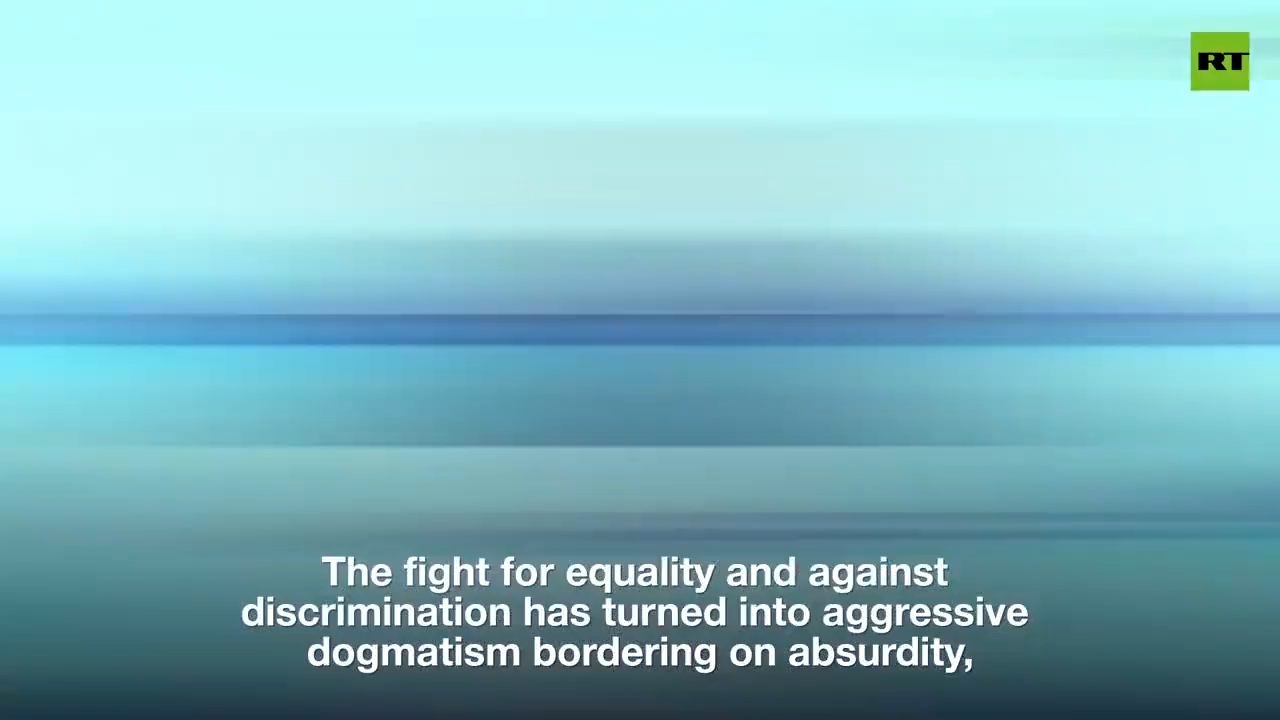 RT
The fight for equality and against
discrimination has turned into aggressive
dogmatism bordering on absurdity,